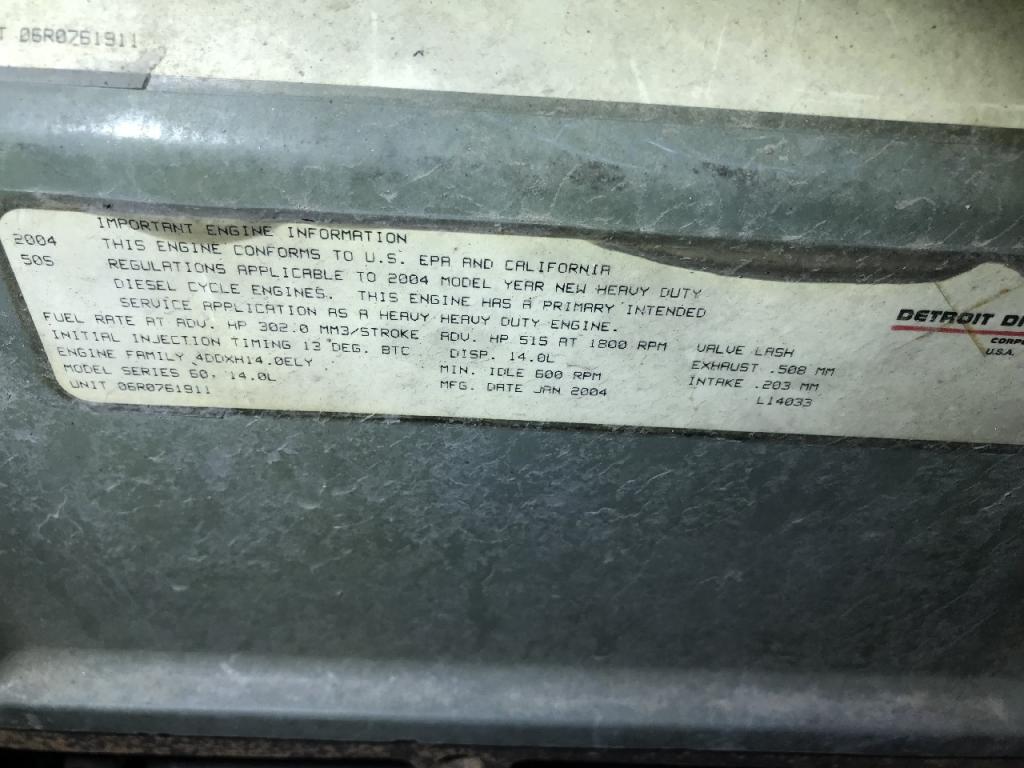 T 06R0761911
IMPORTANT ENGINE INFORMATION
2004 THIS ENGINE CONFORMS TO U.S. EPA AND CALIFORNIA
505 REGULATIONS APPLICABLE TO 2004 MODEL YEAR NEW HEAVY DUTY
DIESEL CYCLE ENGINES. THIS ENGINE HAS A PRIMARY INTENDED
SERVICE APPLICATION AS A HEAVY HEAVY DUTY ENGINE.
FUEL RATE AT ADV. HP 302.0 MM3/STROKE ADV. HP 515 AT 1800 RPM VALVE LASH
INITIAL INJECTION TIMING 13 DEG. BTC DISP. 14.0L EXHAUST .508 MM
ENGINE FAMILY 4DDXH14.0ELY MIN. IDLE 600 RPM INTAKE .203 MM
MODEL SERIES 60, 14.0L MFG. DATE JAN 2004 L14033
UNIT 06R0761911
DETROIT DI
CORPO
U.S.A.